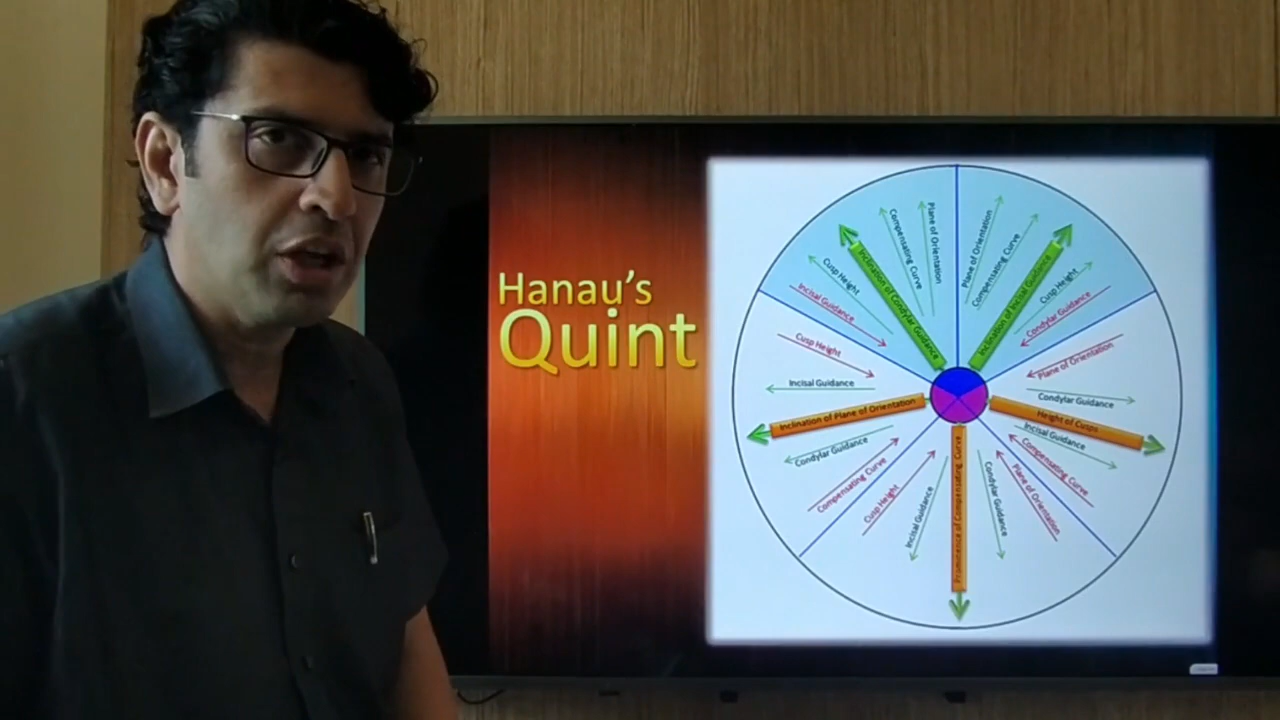 Hanau's
Quint
Inclination of Condylar Guidance
Compensating Curve
Plane of Orientation
Cusp Height
Incisal Guidance
Plane of Orientation
Compensating Curve
Inclination of Incisal Guidance
Cusp Height
Condylar Guidance
Cusp Height
Incisal Guidance
Inclination of Plane of Orientation
Condylar Guidance
Compensating Curve
Plane of Orientation
Condylar Guidance
Height of Cusps
Incisal Guidance
Compensating Curve
Cusp Height
Incisal Guidance
Prominence of Compensating Curve
Condylar Guidance
Plane of Orientation